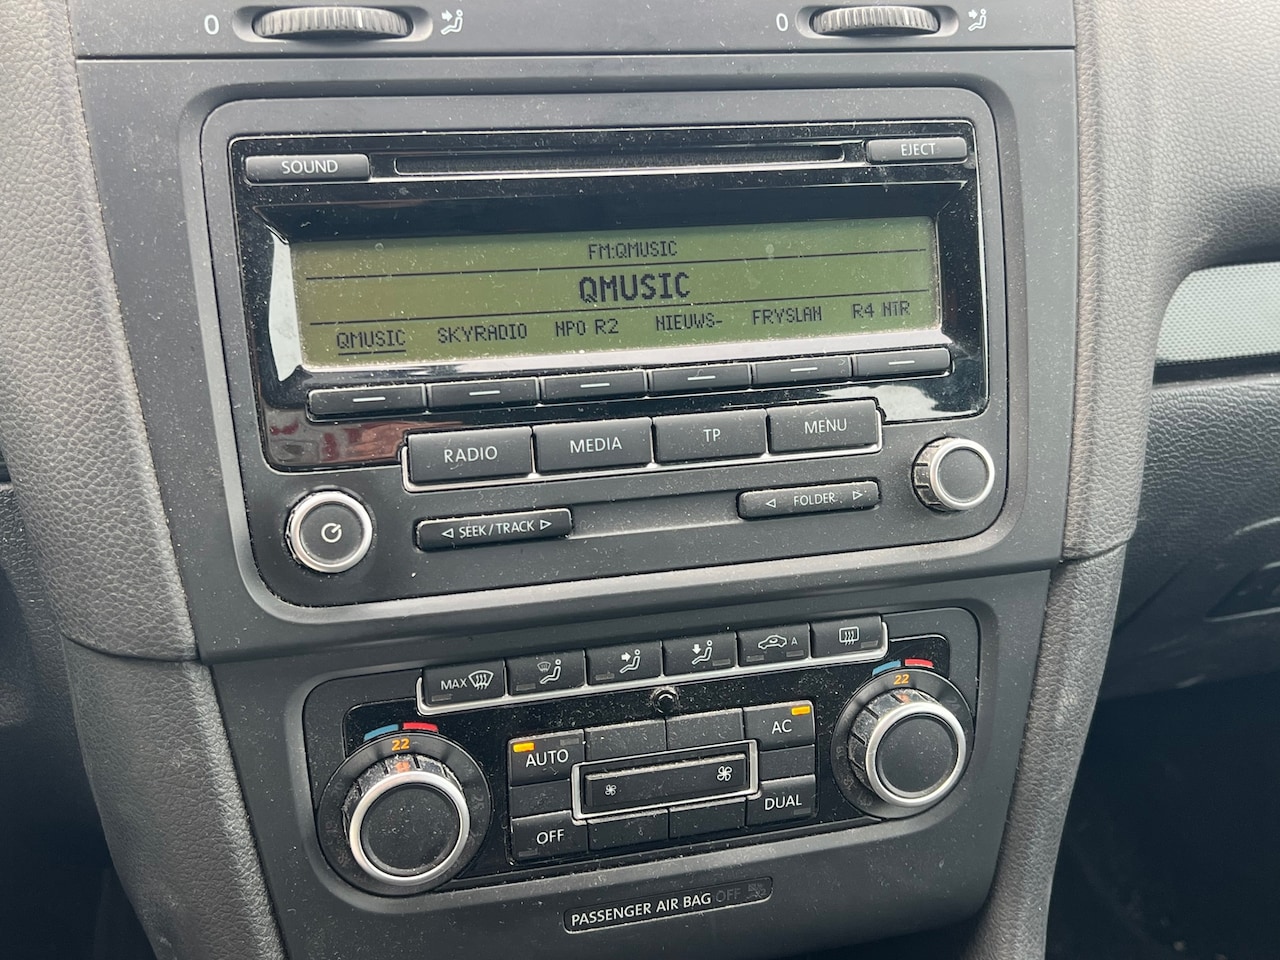 0 0
SOUND EJECT
FM:QMUSIC
QMUSIC
QMUSIC SKYRADIO NPO R2 NIEUWS- FRYSLAN R4 NTR
RADIO MEDIA TP MENU
SEEK / TRACK FOLDER
MAX A
22 22
AUTO AC
OFF DUAL
PASSENGER AIR BAG OFF